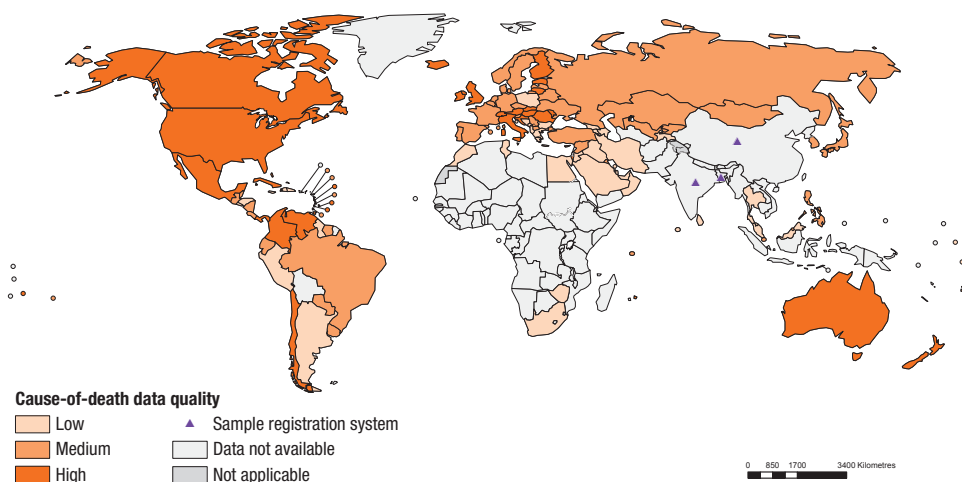 Cause-of-death data quality
Low
Medium
High
Sample registration system
Data not available
Not applicable
0 850 1700 3400 Kilometres